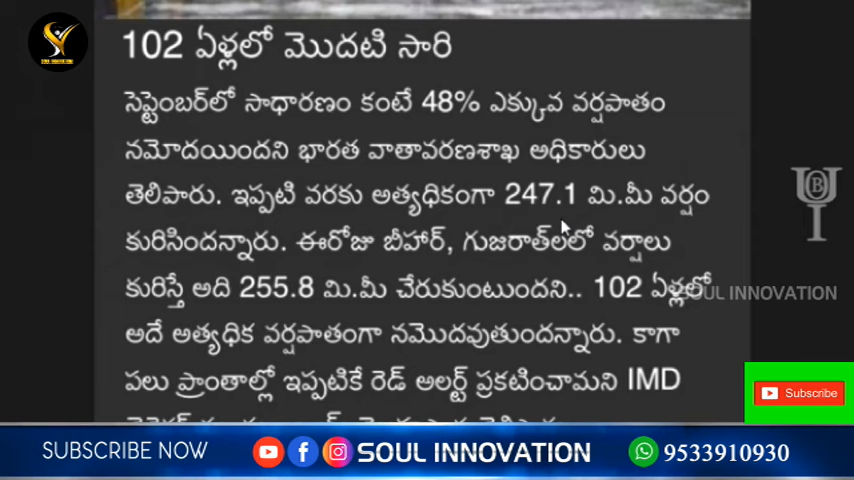 102 ఏళ్లలో మొదటి సారి
సెప్టెంబర్‌లో సాధారణం కంటే 48% ఎక్కువ వర్షపాతం
నమోదయిందని భారత వాతావరణశాఖ అధికారులు
తెలిపారు. ఇప్పటి వరకు అత్యధికంగా 247.1 మి.మీ వర్షం
కురిసిందన్నారు. ఈరోజు బీహార్, గుజరాత్‌లలో వర్షాలు
కురిస్తే అది 255.8 మి.మీ చేరుకుంటుందని.. 102 ఏళ్లలో
SOUL INNOVATION
అదే అత్యధిక వర్షపాతంగా నమొదవుతుందన్నారు. కాగా
పలు ప్రాంతాల్లో ఇప్పటికే రెడ్ అలర్ట్ ప్రకటించామని IMD
Subscribe
SUBSCRIBE NOW SOUL INNOVATION 9533910930